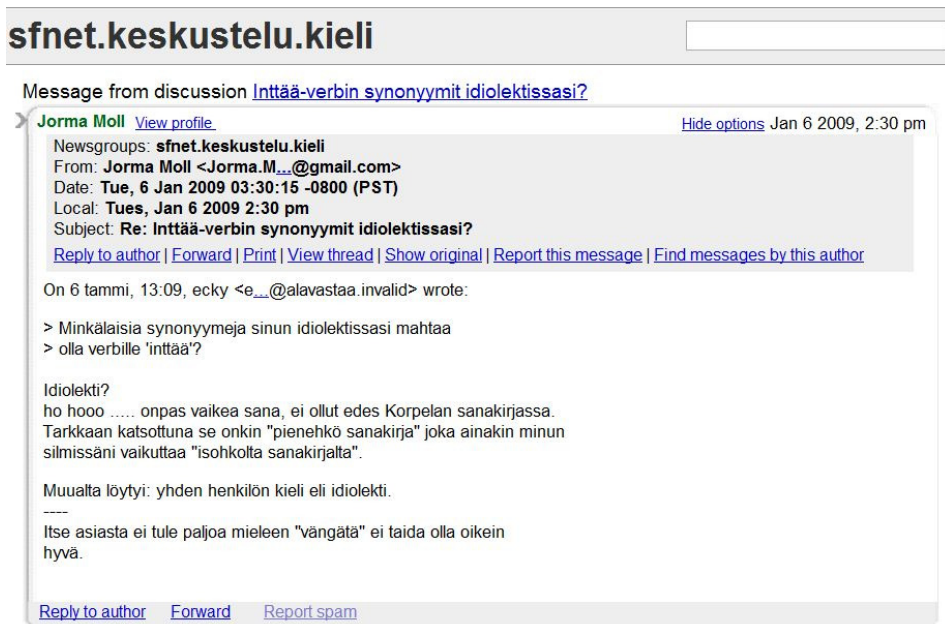 sfnet.keskustelu.kieli
Message from discussion Inttää-verbin synonyymit idiolektissasi?
Jorma Moll View profile Hide options Jan 6 2009, 2:30 pm
Newsgroups: sfnet.keskustelu.kieli
From: Jorma Moll <Jorma.M...@gmail.com>
Date: Tue, 6 Jan 2009 03:30:15 -0800 (PST)
Local: Tues, Jan 6 2009 2:30 pm
Subject: Re: Inttää-verbin synonyymit idiolektissasi?
Reply to author | Forward | Print | View thread | Show original | Report this message | Find messages by this author
On 6 tammi, 13:09, ecky <e...@alavastaa.invalid> wrote:
> Minkälaisia synonyymeja sinun idiolektissasi mahtaa
> olla verbille 'inttää'?
Idiolekti?
ho hooo ..... onpas vaikea sana, ei ollut edes Korpelan sanakirjassa.
Tarkkaan katsottuna se onkin "pienehkö sanakirja" joka ainakin minun
silmissäni vaikuttaa "isohkolta sanakirjalta".
Muualta löytyi: yhden henkilön kieli eli idiolekti.
----
Itse asiasta ei tule paljoa mieleen "vängätä" ei taida olla oikein
hyvä.
Reply to author Forward Report spam